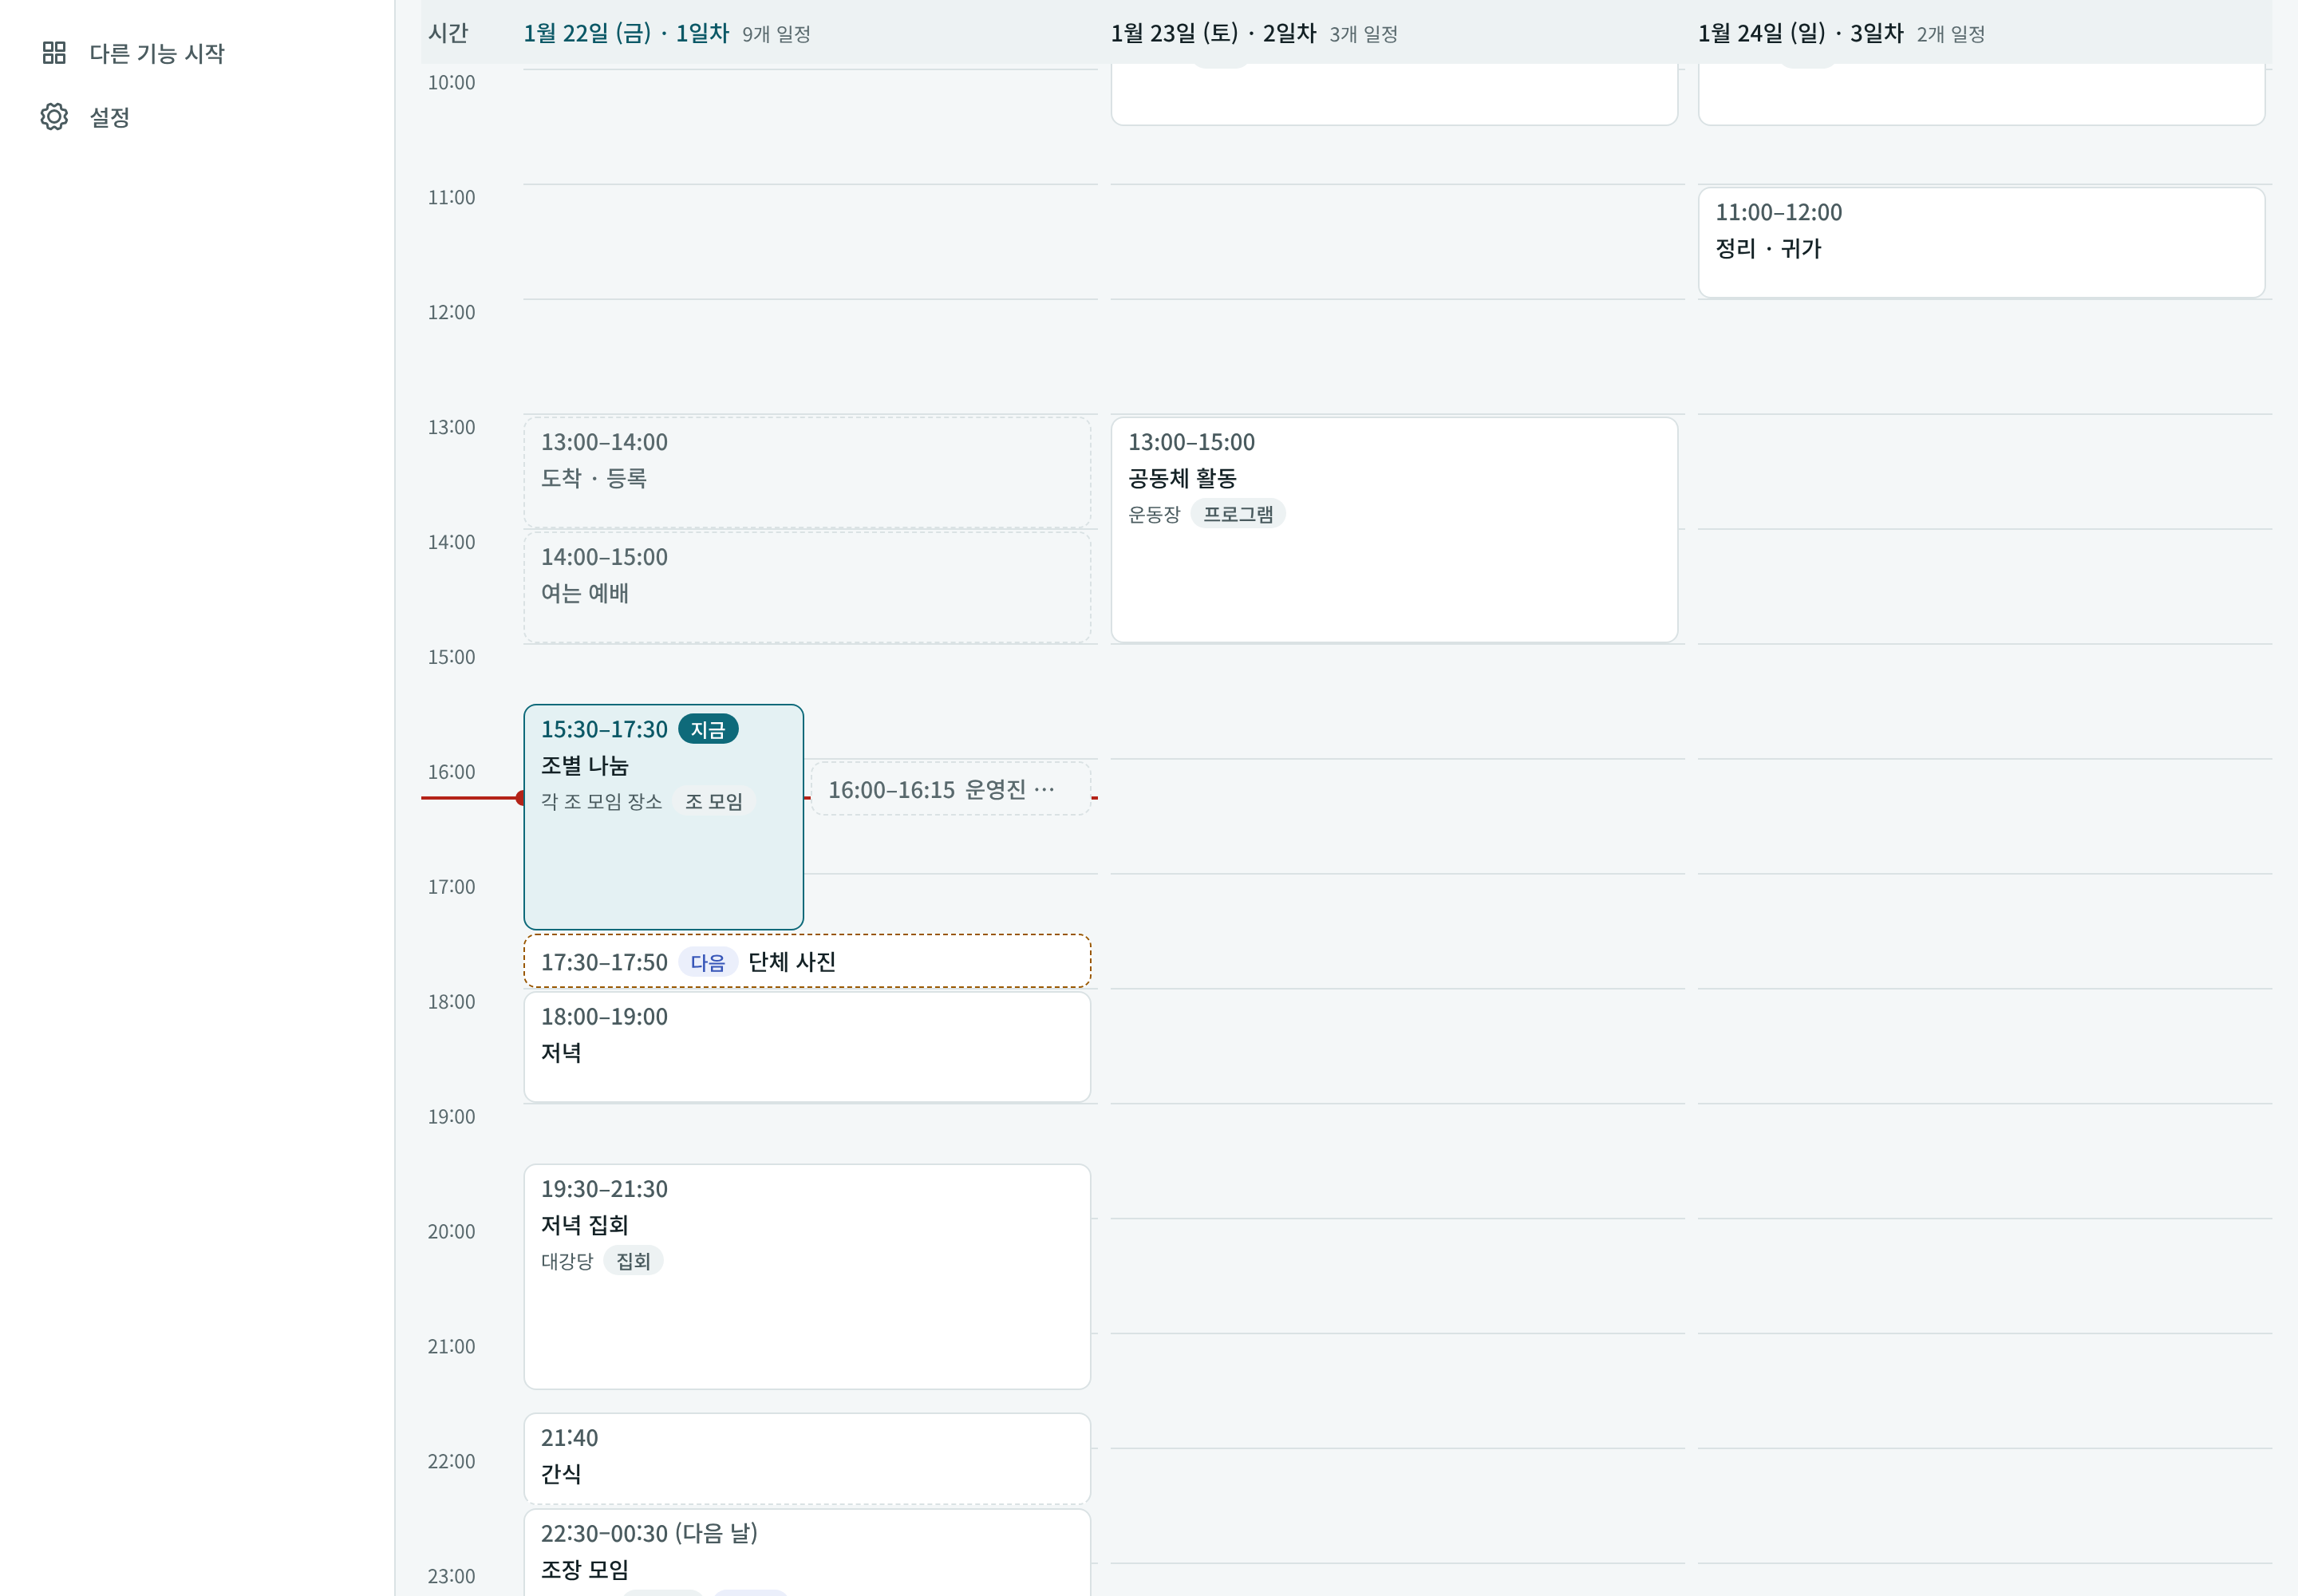 다른 기능 시작
설정
시간
1월 22일 (금) · 1일차 9개 일정
1월 23일 (토) · 2일차 3개 일정
1월 24일 (일) · 3일차 2개 일정
10:00
11:00
12:00
13:00
14:00
15:00
16:00
17:00
18:00
19:00
20:00
21:00
22:00
23:00
13:00–14:00
도착 · 등록
14:00–15:00
여는 예배
15:30–17:30 지금
조별 나눔
각 조 모임 장소 조 모임
16:00–16:15 운영진 …
17:30–17:50 다음 단체 사진
18:00–19:00
저녁
19:30–21:30
저녁 집회
대강당 집회
21:40
간식
22:30–00:30 (다음 날)
조장 모임
13:00–15:00
공동체 활동
운동장 프로그램
11:00–12:00
정리 · 귀가